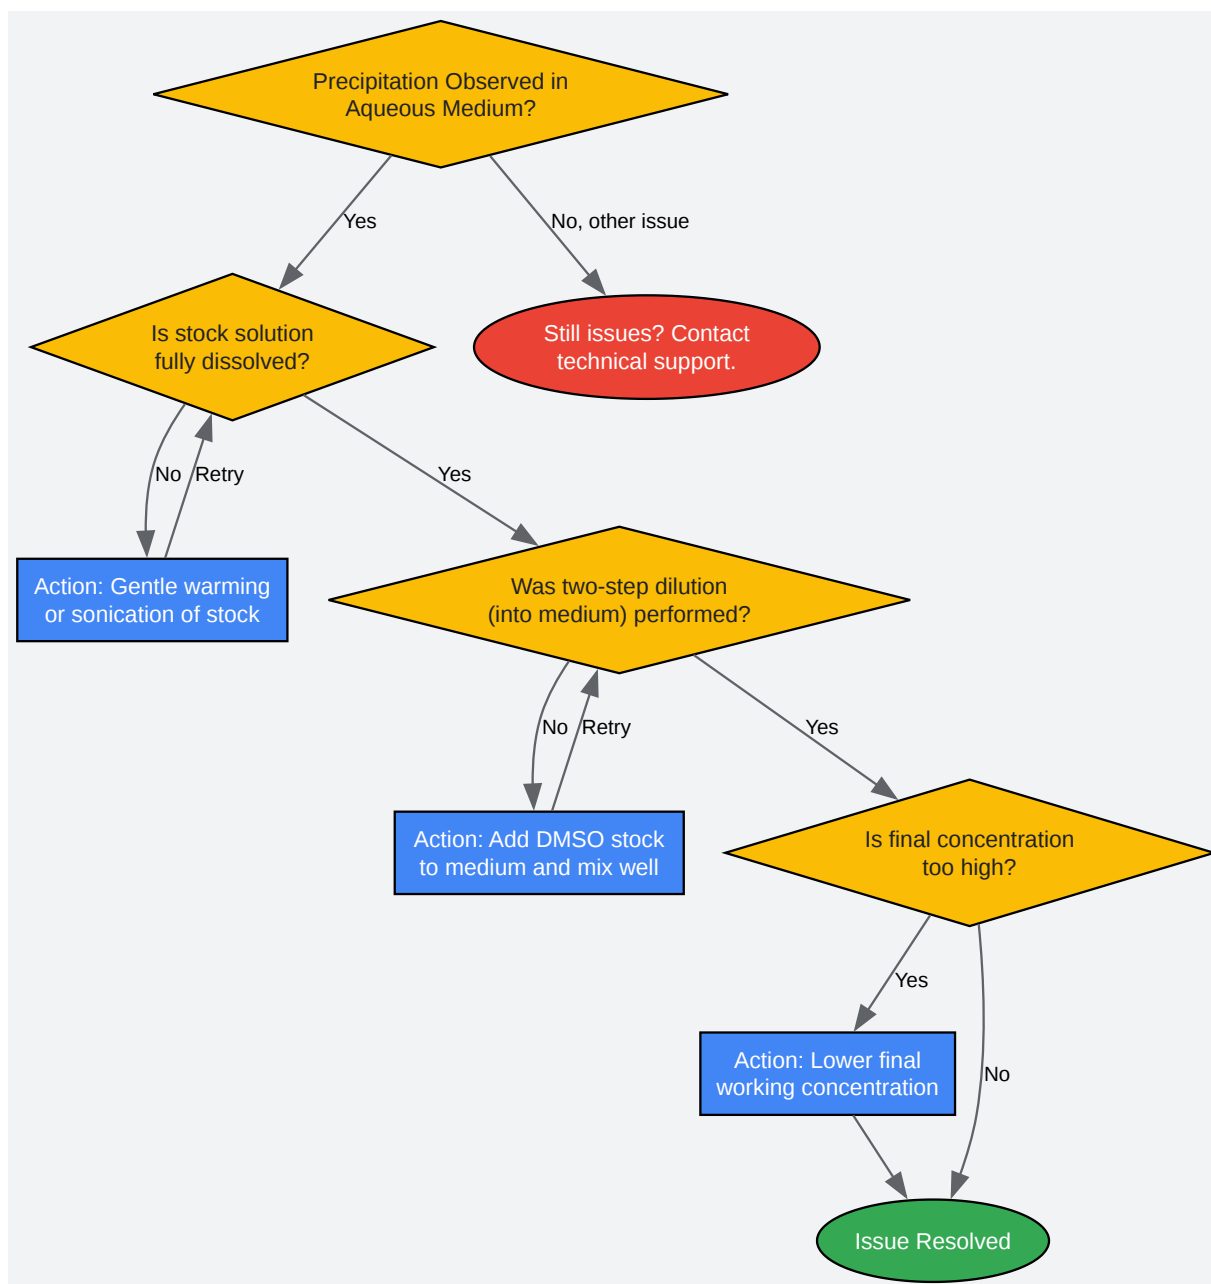 Precipitation Observed in
Aqueous Medium?
Yes
No, other issue
Is stock solution
fully dissolved?
Still issues? Contact
technical support.
No
Retry
Yes
Action: Gentle warming
or sonication of stock
Was two-step dilution
(into medium) performed?
No
Retry
Yes
Action: Add DMSO stock
to medium and mix well
Is final concentration
too high?
Yes
No
Action: Lower final
working concentration
Issue Resolved